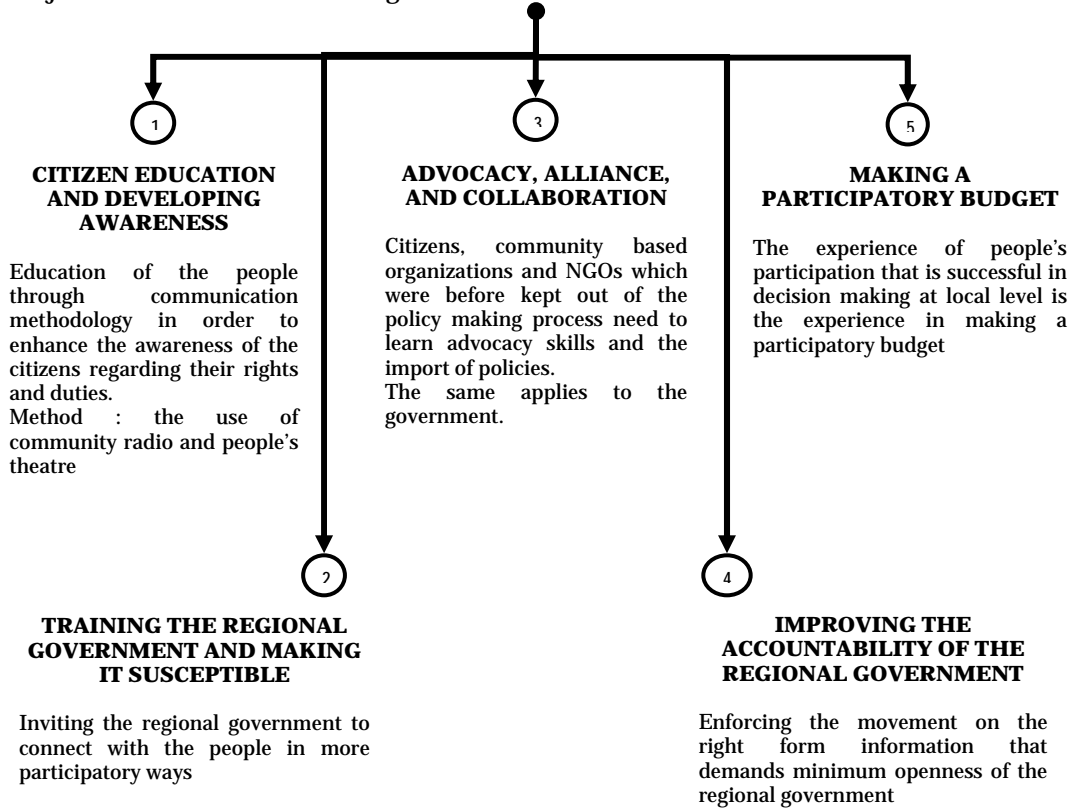 1
CITIZEN EDUCATION
AND DEVELOPING
AWARENESS
Education of the people
through communication
methodology in order to
enhance the awareness of the
citizens regarding their rights
and duties.
Method : the use of
community radio and people's
theatre
2
TRAINING THE REGIONAL
GOVERNMENT AND MAKING
IT SUSCEPTIBLE
Inviting the regional government to
connect with the people in more
participatory ways
3
ADVOCACY, ALLIANCE,
AND COLLABORATION
Citizens, community based
organizations and NGOs which
were before kept out of the
policy making process need to
learn advocacy skills and the
import of policies.
The same applies to the
government.
4
IMPROVING THE
ACCOUNTABILITY OF THE
REGIONAL GOVERNMENT
Enforcing the movement on the
right form information that
demands minimum openness of the
regional government
5
MAKING A
PARTICIPATORY BUDGET
The experience of people's
participation that is successful in
decision making at local level is
the experience in making a
participatory budget